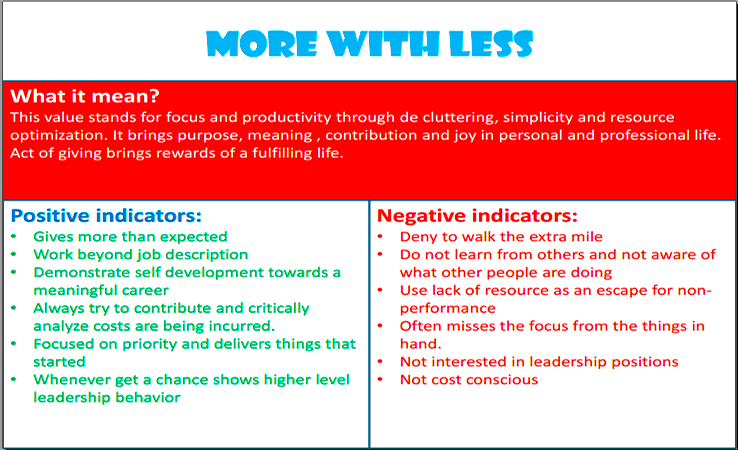 MORE WITH LESS
What it mean?
This value stands for focus and productivity through de cluttering, simplicity and resource
optimization. It brings purpose, meaning , contribution and joy in personal and professional life.
Act of giving brings rewards of a fulfilling life.
Positive indicators:
• Gives more than expected
• Work beyond job description
• Demonstrate self development towards a
meaningful career
• Always try to contribute and critically
analyze costs are being incurred.
• Focused on priority and delivers things that
started
• Whenever get a chance shows higher level
leadership behavior
Negative indicators:
• Deny to walk the extra mile
• Do not learn from others and not aware of
what other people are doing
• Use lack of resource as an escape for non-
performance
• Often misses the focus from the things in
hand.
• Not interested in leadership positions
• Not cost conscious